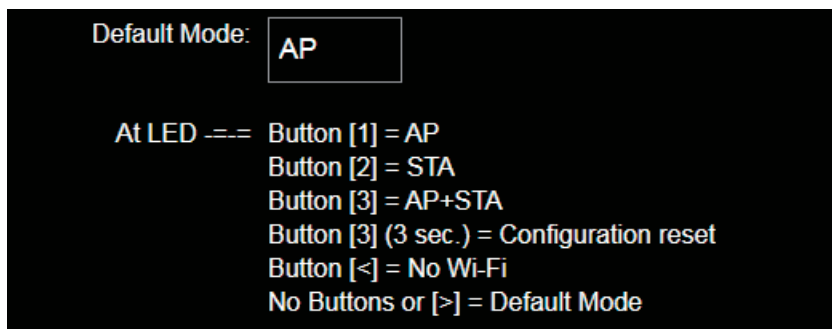 Default Mode: AP
At LED -=-= Button [1] = AP
Button [2] = STA
Button [3] = AP+STA
Button [3] (3 sec.) = Configuration reset
Button [<] = No Wi-Fi
No Buttons or [>] = Default Mode